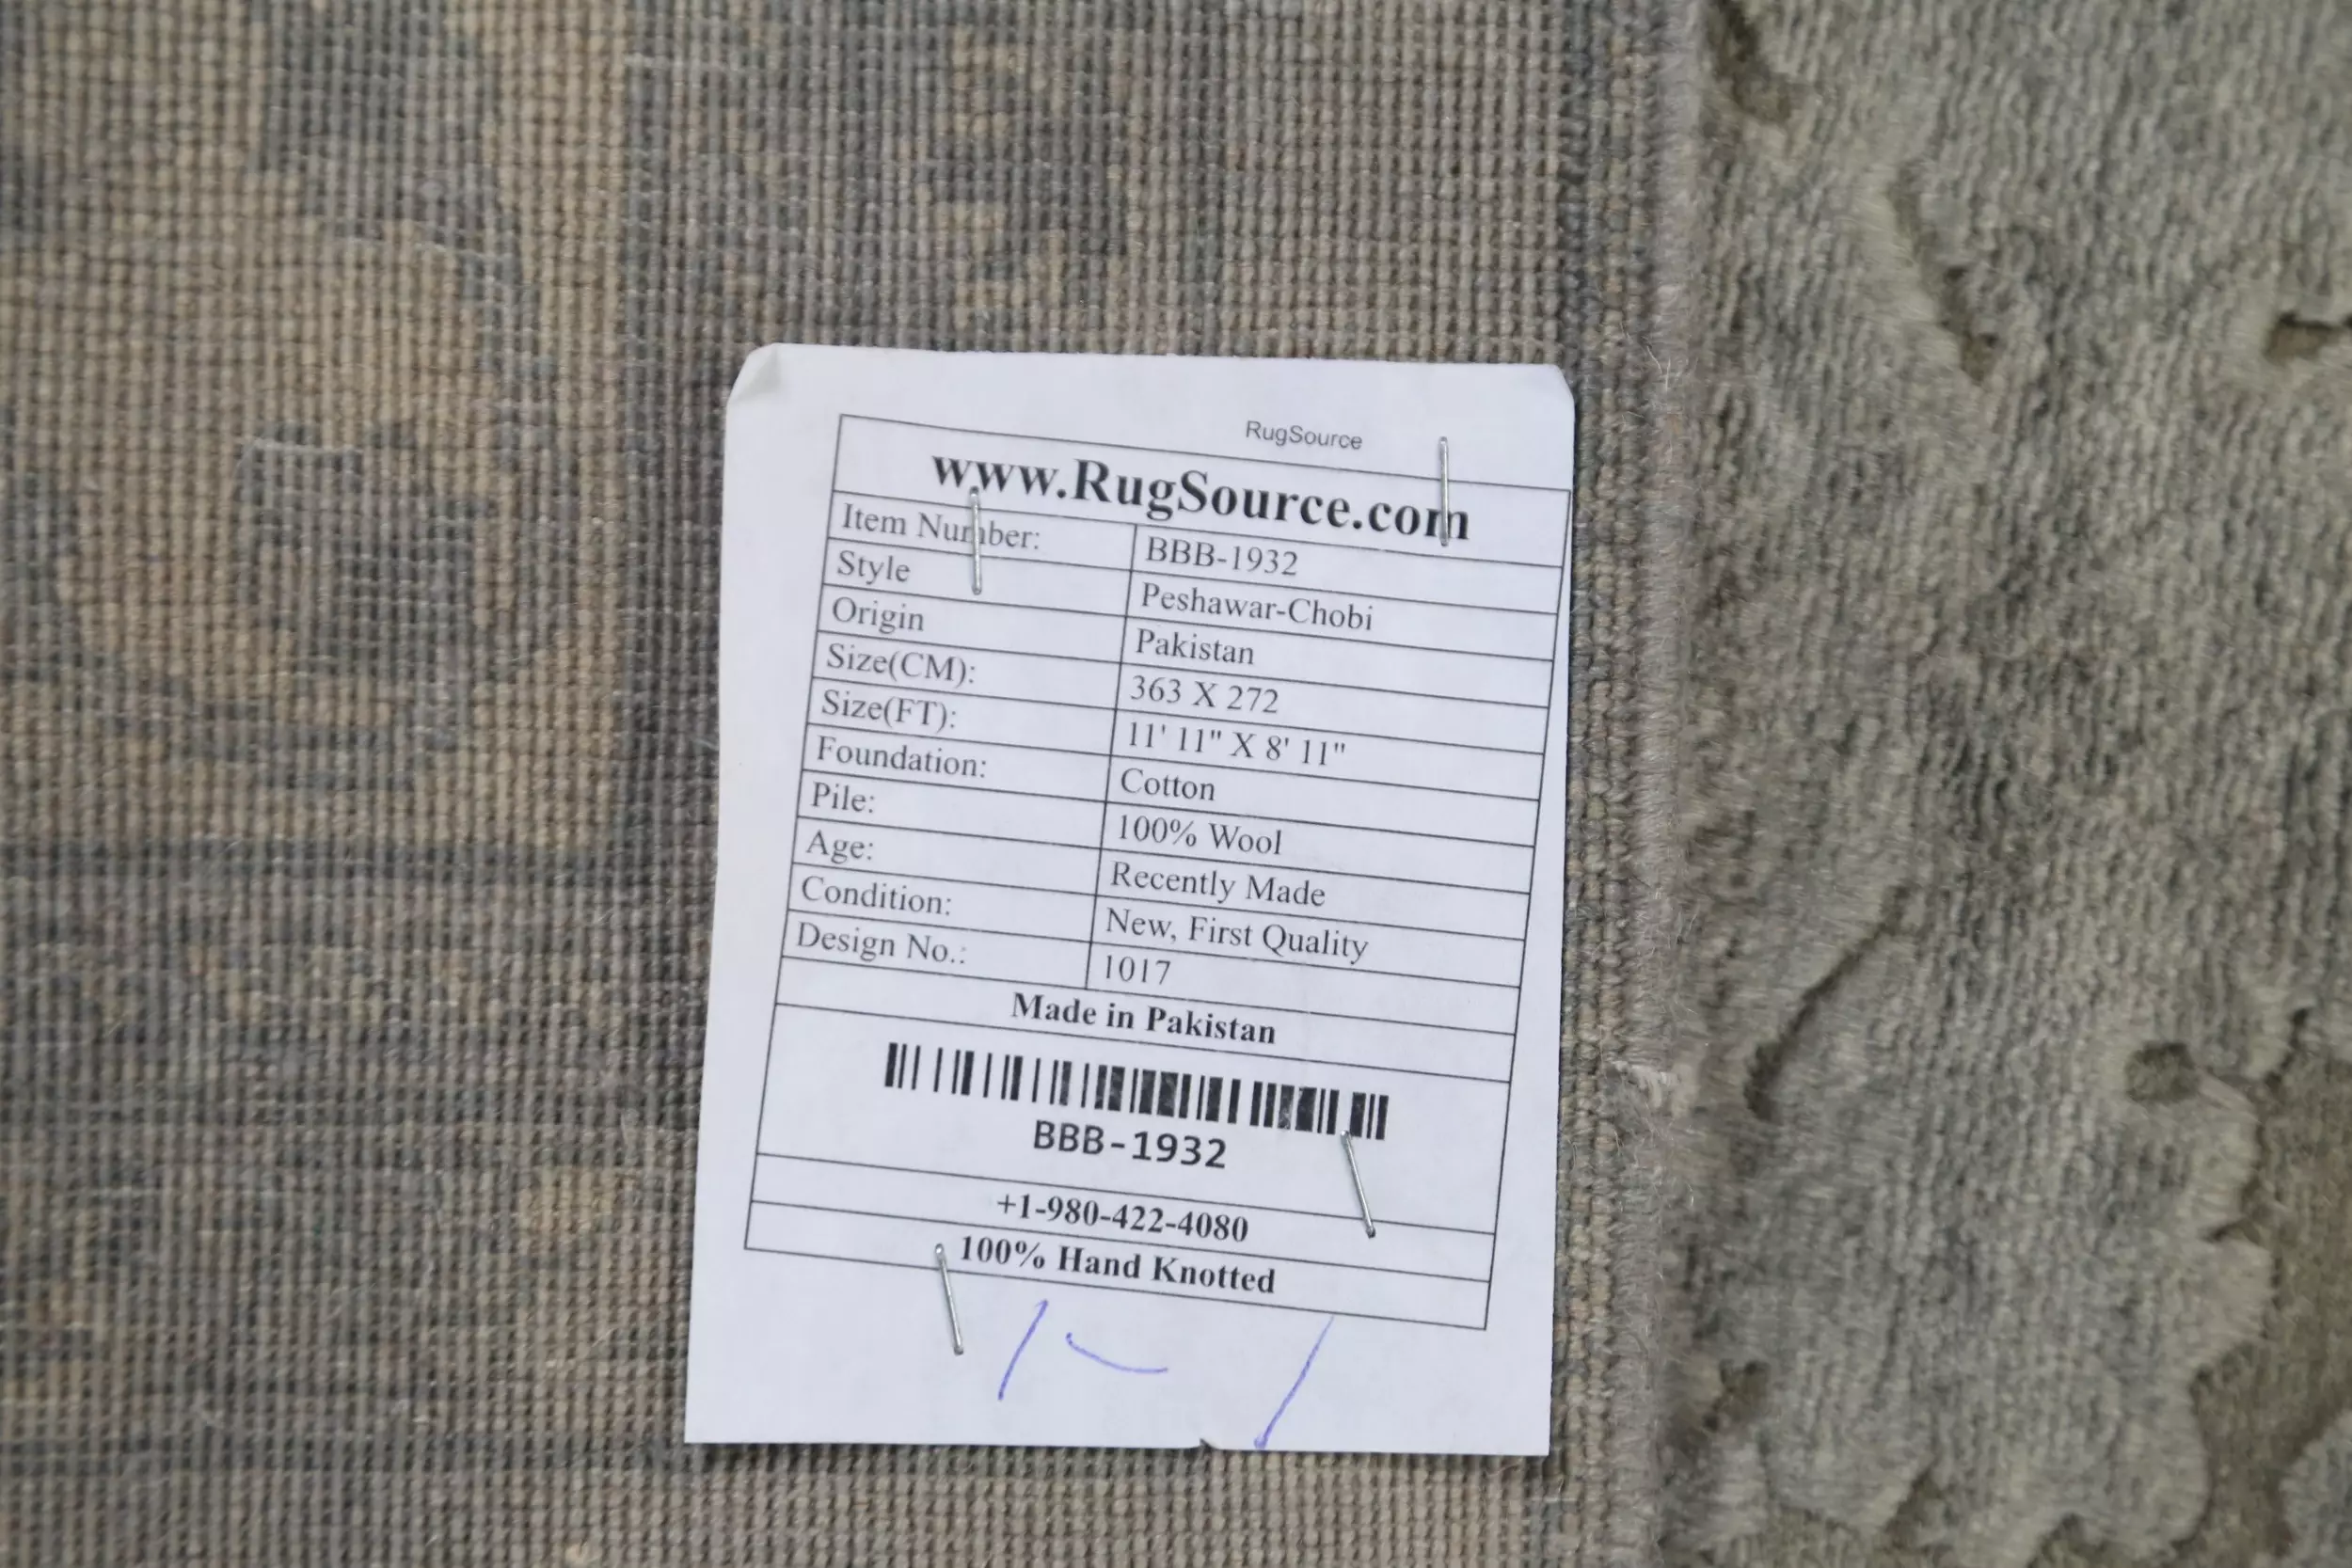 RugSource
www.RugSource.com
Item Number: BBB-1932
Style Peshawar-Chobi
Origin Pakistan
Size(CM): 363 X 272
Size(FT): 11' 11" X 8' 11"
Foundation: Cotton
Pile: 100% Wool
Age: Recently Made
Condition: New, First Quality
Design No.: 1017
Made in Pakistan
BBB-1932
+1-980-422-4080
100% Hand Knotted